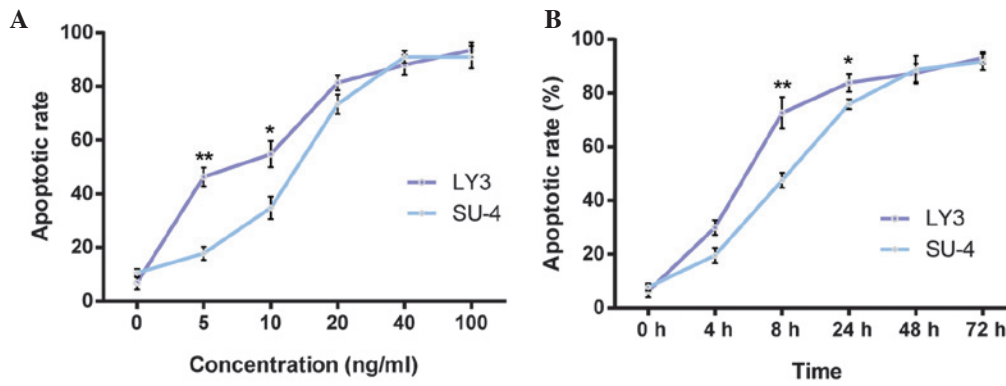 A
Apoptotic rate
100
80
60
40
20
0
**
*
LY3
SU-4
0 5 10 20 40 100
Concentration (ng/ml)
B
Apoptotic rate (%)
100
80
60
40
20
0
**
*
LY3
SU-4
0 h 4 h 8 h 24 h 48 h 72 h
Time